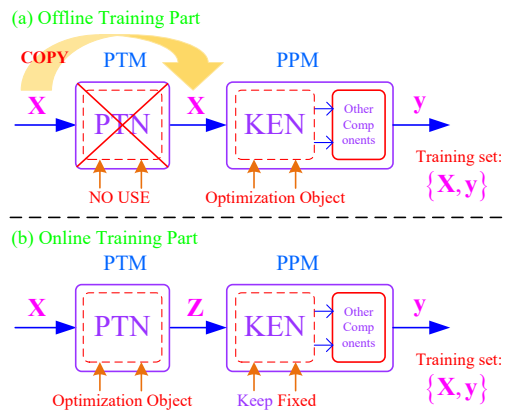 (a) Offline Training Part
COPY
PTM
PPM
X
PTN
X
KEN
Other
Comp
onents
y
NO USE
Optimization Object
Training set:
{X, y}
(b) Online Training Part
PTM
PPM
X
PTN
Z
KEN
Other
Comp
onents
y
Optimization Object
Keep Fixed
Training set:
{X, y}